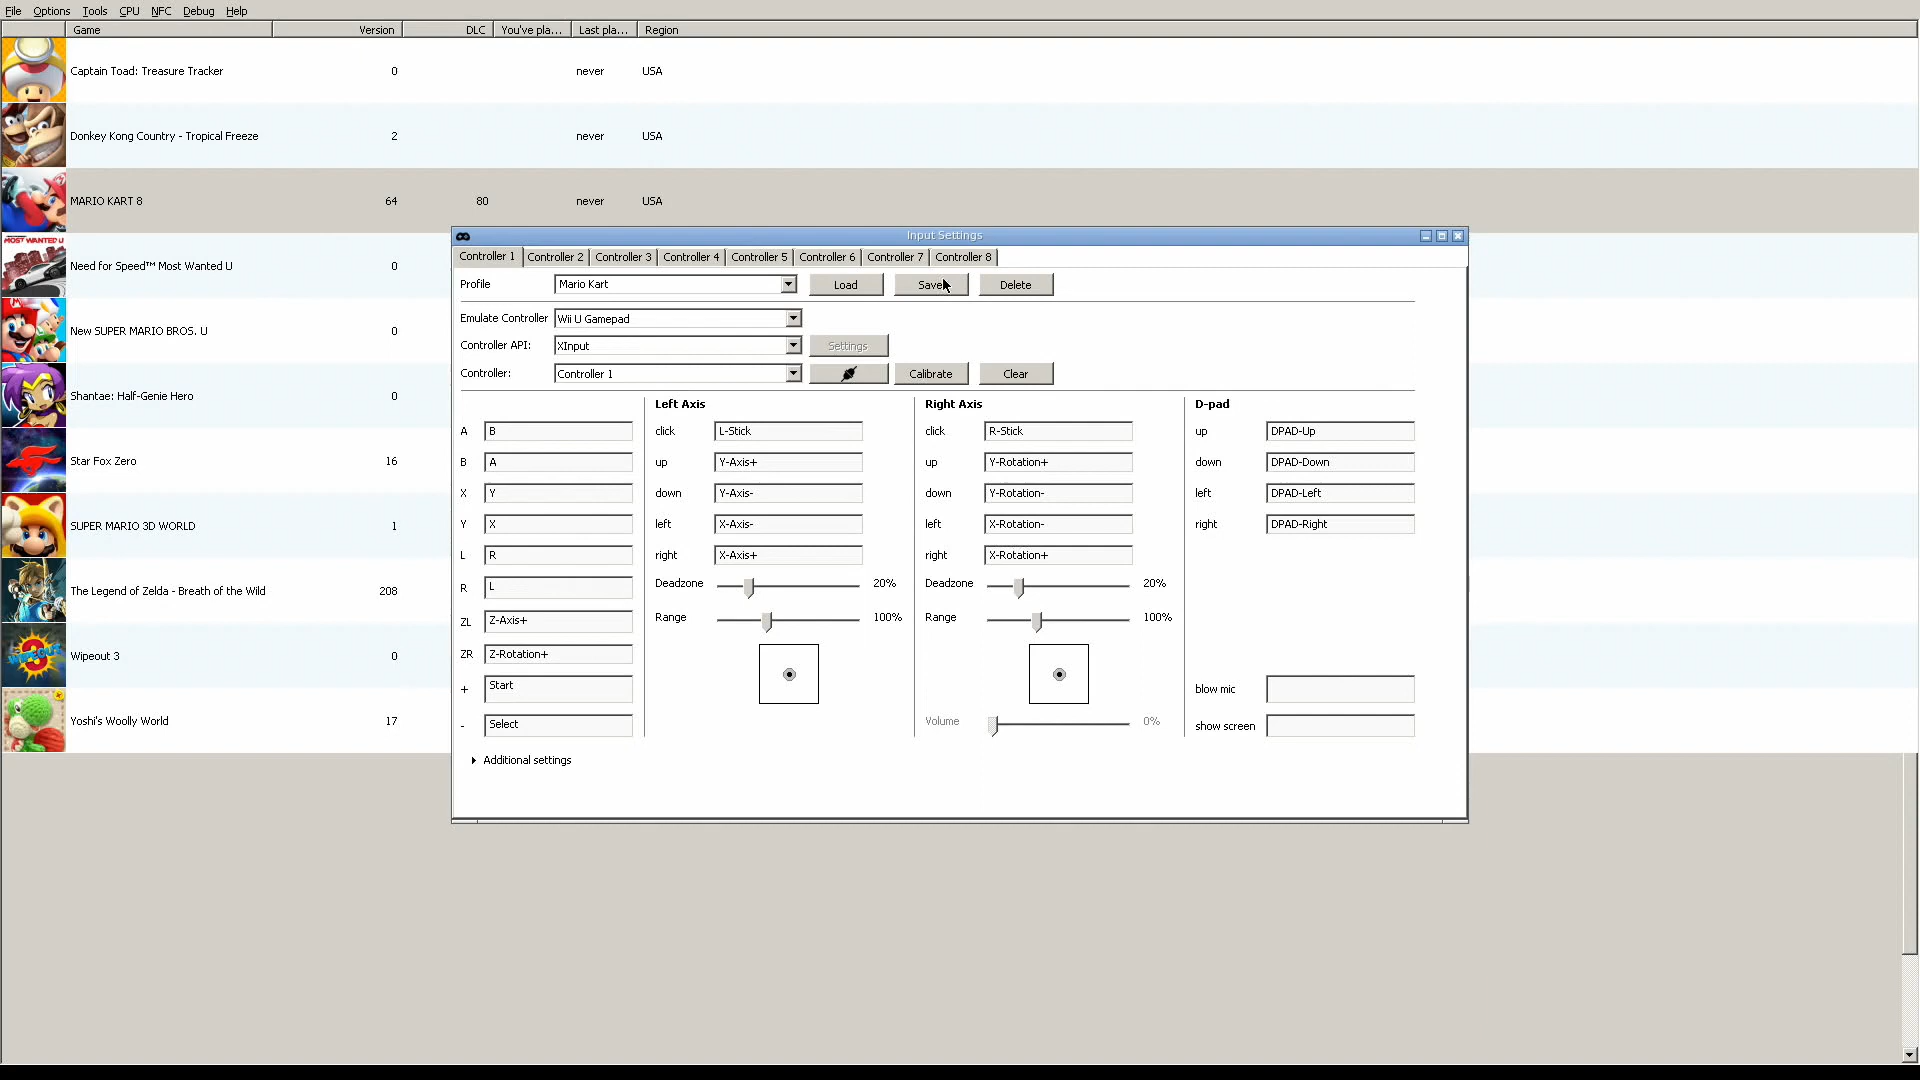 File Options Tools CPU NFC Debug Help
Game Version DLC You've pla... Last pla... Region
Captain Toad: Treasure Tracker 0 never USA
Donkey Kong Country - Tropical Freeze 2 never USA
MARIO KART 8 64 80 never USA
MOST WANTED U
Need for Speed™ Most Wanted U 0
New SUPER MARIO BROS. U 0
Shantae: Half-Genie Hero 0
Star Fox Zero 16
SUPER MARIO 3D WORLD 1
The Legend of Zelda - Breath of the Wild 208
WIPEOUT 3
Wipeout 3 0
Yoshi's Woolly World 17
Input Settings
Controller 1 Controller 2 Controller 3 Controller 4 Controller 5 Controller 6 Controller 7 Controller 8
Profile Mario Kart Load Save Delete
Emulate Controller Wii U Gamepad
Controller API: XInput Settings
Controller: Controller 1 Calibrate Clear
Left Axis Right Axis D-pad
A B click L-Stick click R-Stick up DPAD-Up
B A up Y-Axis+ up Y-Rotation+ down DPAD-Down
X Y down Y-Axis- down Y-Rotation- left DPAD-Left
Y X left X-Axis- left X-Rotation- right DPAD-Right
L R right X-Axis+ right X-Rotation+
R L Deadzone 20% Deadzone 20%
ZL Z-Axis+ Range 100% Range 100%
ZR Z-Rotation+
+ Start blow mic
- Select Volume 0% show screen
Additional settings